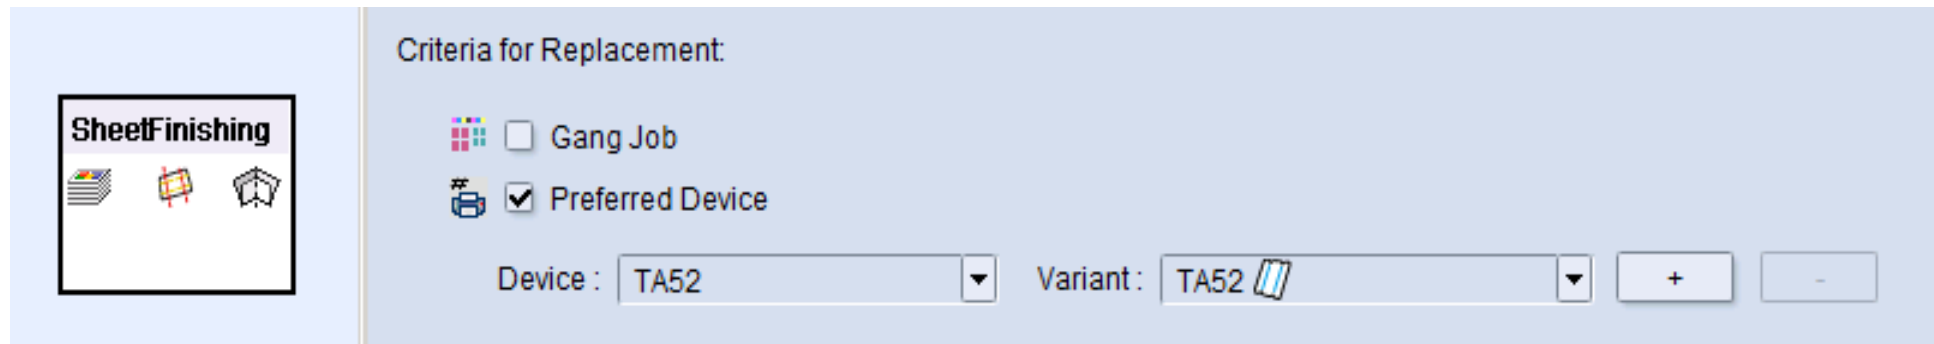 Criteria for Replacement:
SheetFinishing
Gang Job
Preferred Device
Device : TA52 Variant : TA52 + -